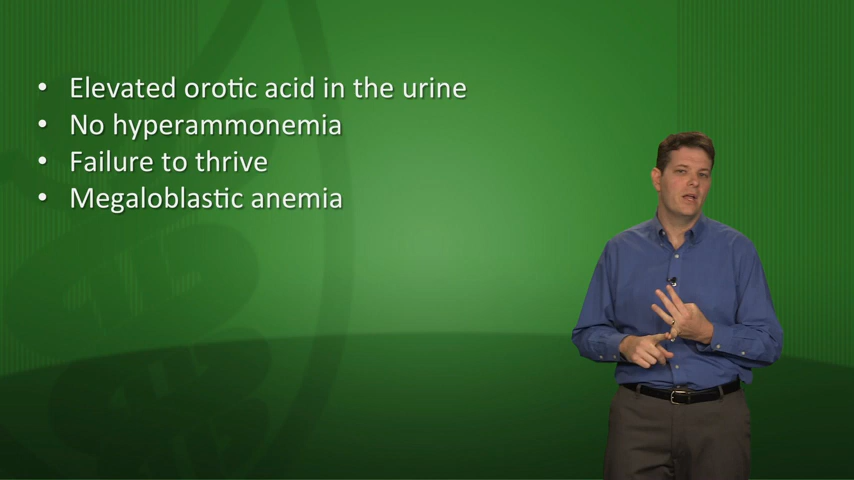 • Elevated orotic acid in the urine
• No hyperammonemia
• Failure to thrive
• Megaloblastic anemia